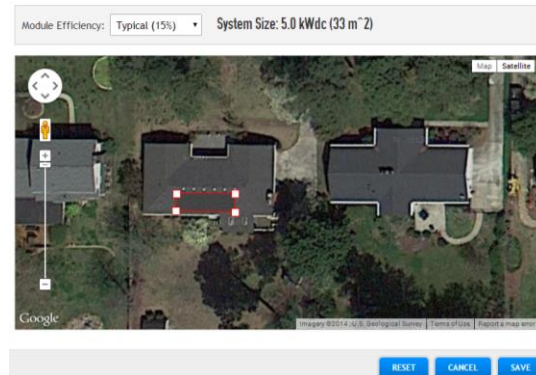 Module Efficiency: Typical (15%) System Size: 5.0 kWdc (33 m^2)
Map Satellite
Google
Imagery ©2014, U.S. Geological Survey Terms of Use Report a map error
RESET CANCEL SAVE